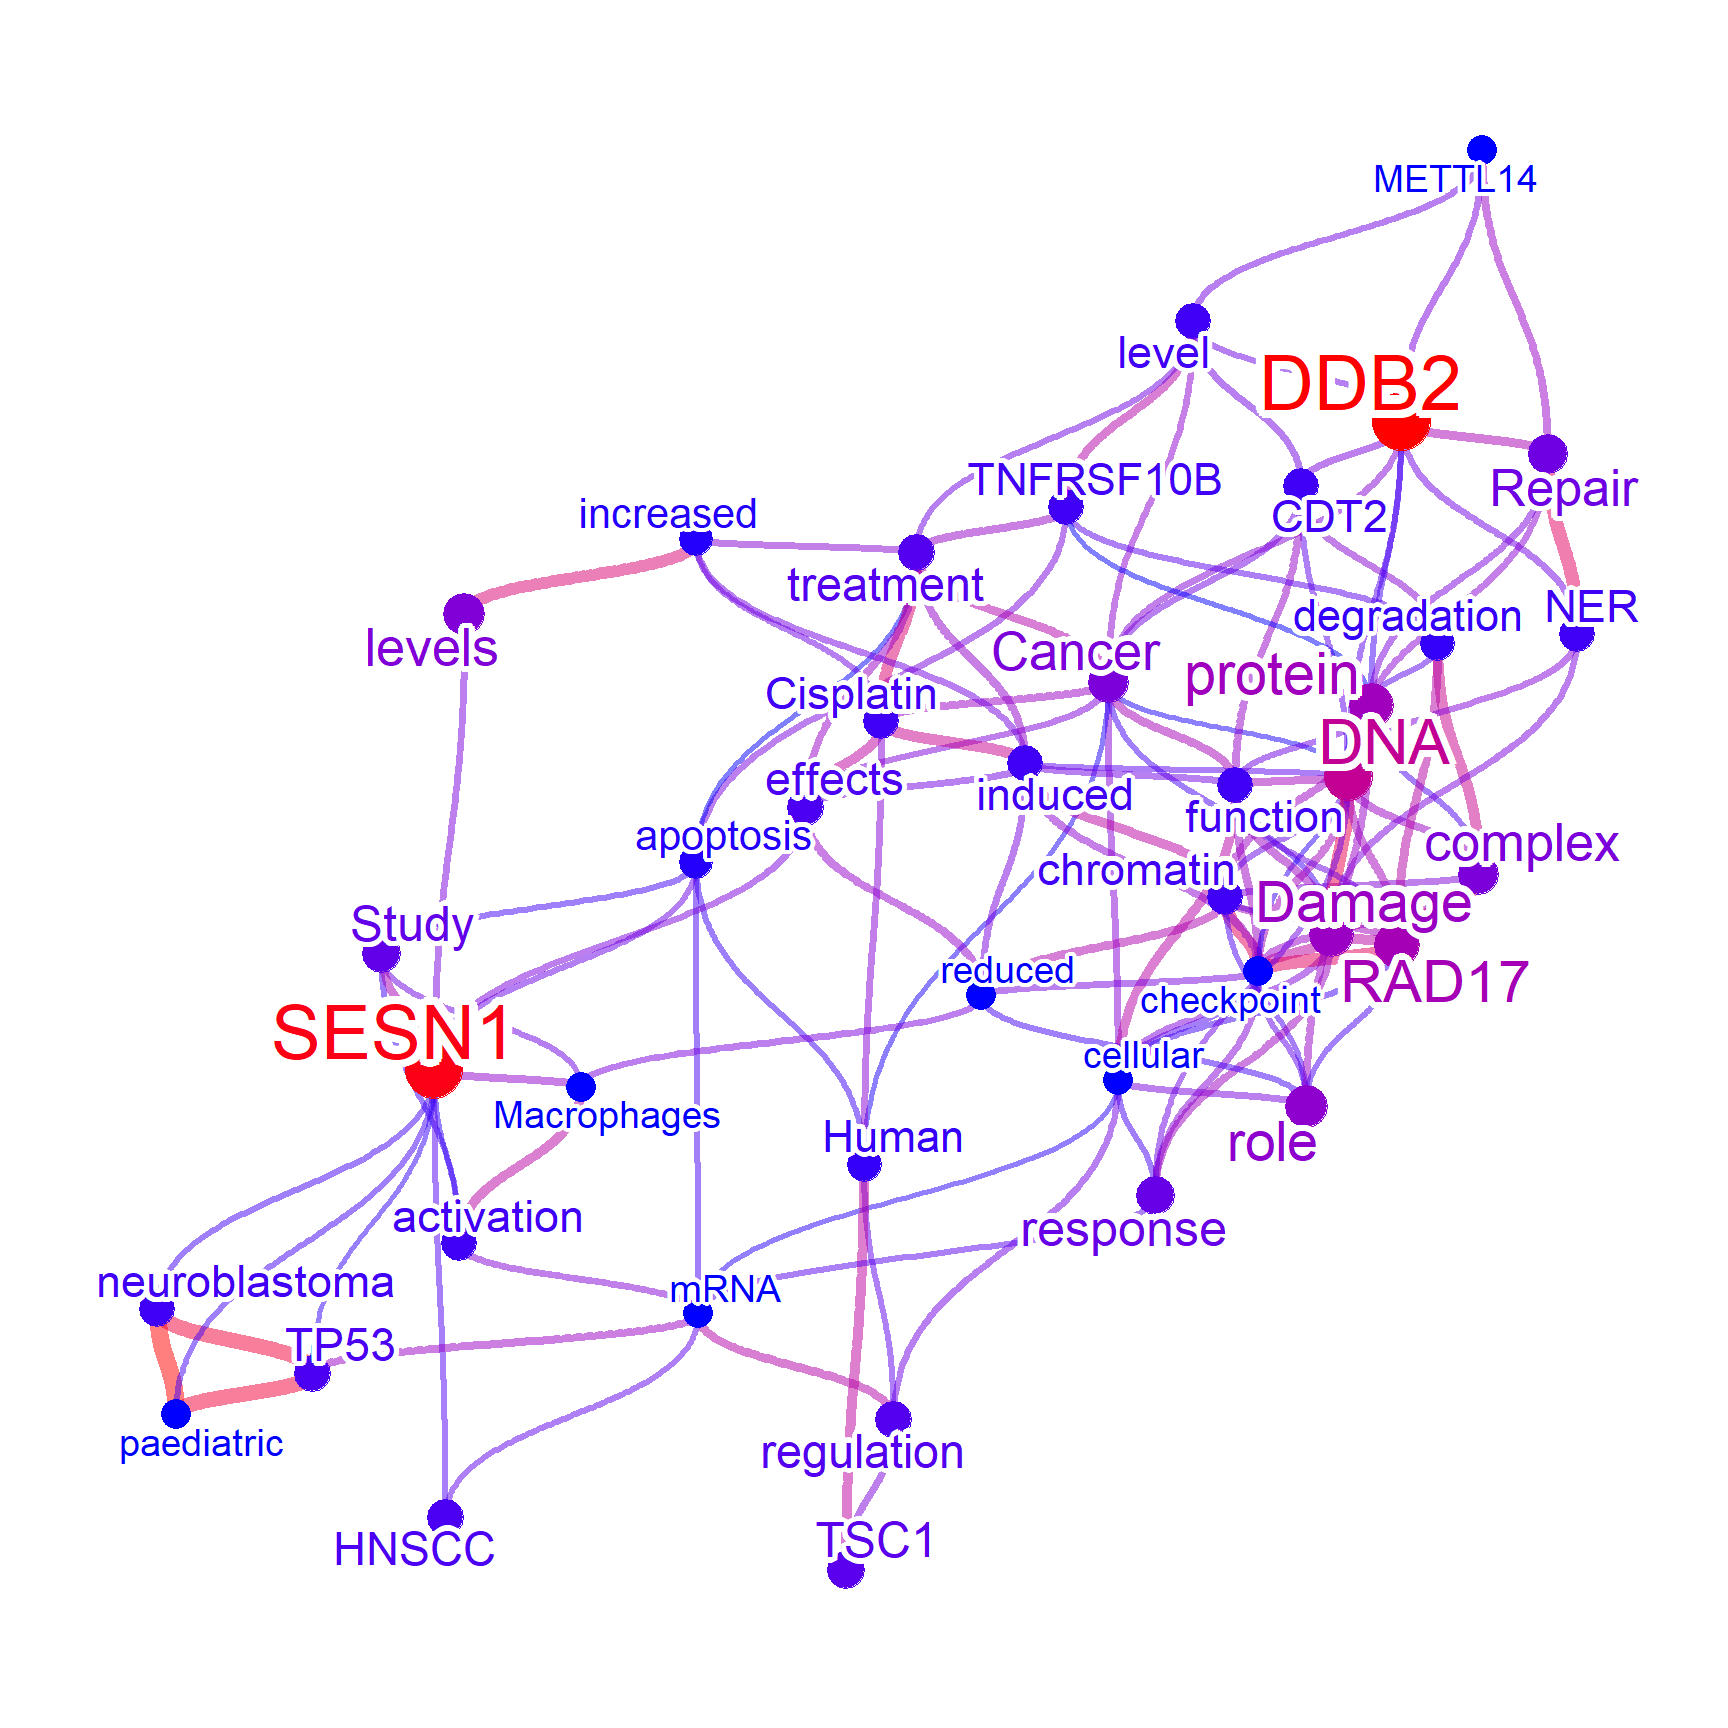 METTL14
level
DDB2
TNFRSF10B
Repair
increased
CDT2
treatment
degradation
NER
levels
Cancer
protein
Cisplatin
DNA
effects
induced
function
apoptosis
complex
chromatin
Damage
Study
reduced
RAD17
checkpoint
SESN1
cellular
Macrophages
Human
role
activation
response
neuroblastoma
mRNA
TP53
paediatric
regulation
HNSCC
TSC1